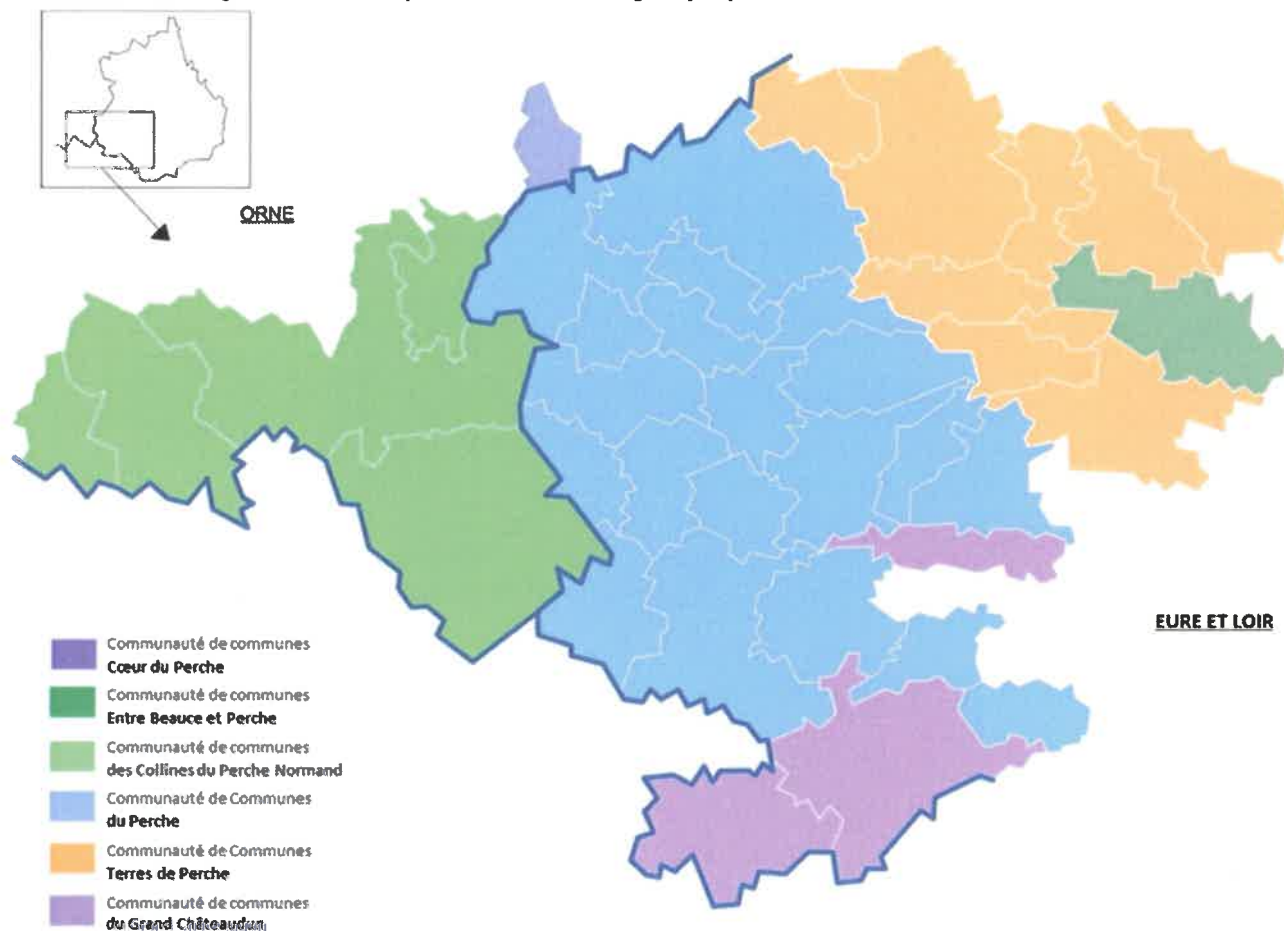 ORNE
EURE ET LOIR
Communauté de communes
Cœur du Perche
Communauté de communes
Entre Beauce et Perche
Communauté de communes
des Collines du Perche Normand
Communauté de Communes
du Perche
Communauté de Communes
Terres de Perche
Communauté de communes
du Grand Châteaudun